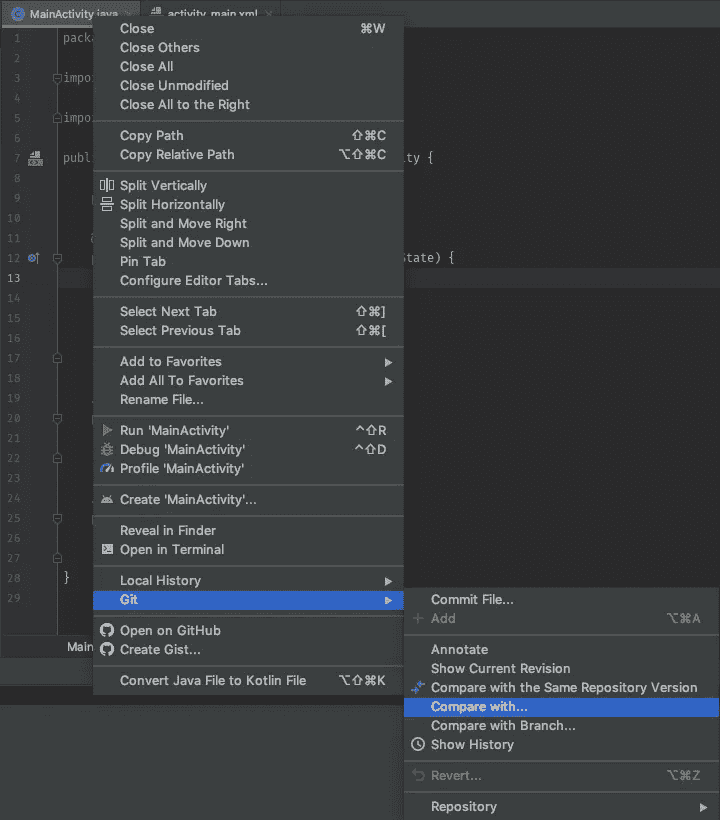 MainActivity.java
activity_main.xml
1 packa
2
3 impor
4
5 impor
6
7 publ ty {
8
9
10
11
12 State) {
13
14
15
16
17
18
19
20
21
22
23
24
25
26
27
28 }
29
Main
Close ⌘W
Close Others
Close All
Close Unmodified
Close All to the Right
Copy Path ⇧⌘C
Copy Relative Path ⌥⇧⌘C
Split Vertically
Split Horizontally
Split and Move Right
Split and Move Down
Pin Tab
Configure Editor Tabs...
Select Next Tab ⇧⌘]
Select Previous Tab ⇧⌘[
Add to Favorites
Add All To Favorites
Rename File...
Run 'MainActivity' ^⇧R
Debug 'MainActivity' ^⇧D
Profile 'MainActivity'
Create 'MainActivity'...
Reveal in Finder
Open in Terminal
Local History
Git
Open on GitHub
Create Gist...
Convert Java File to Kotlin File ⌥⇧⌘K
Commit File...
Add ⌥⌘A
Annotate
Show Current Revision
Compare with the Same Repository Version
Compare with...
Compare with Branch...
Show History
Revert... ⌥⌘Z
Repository